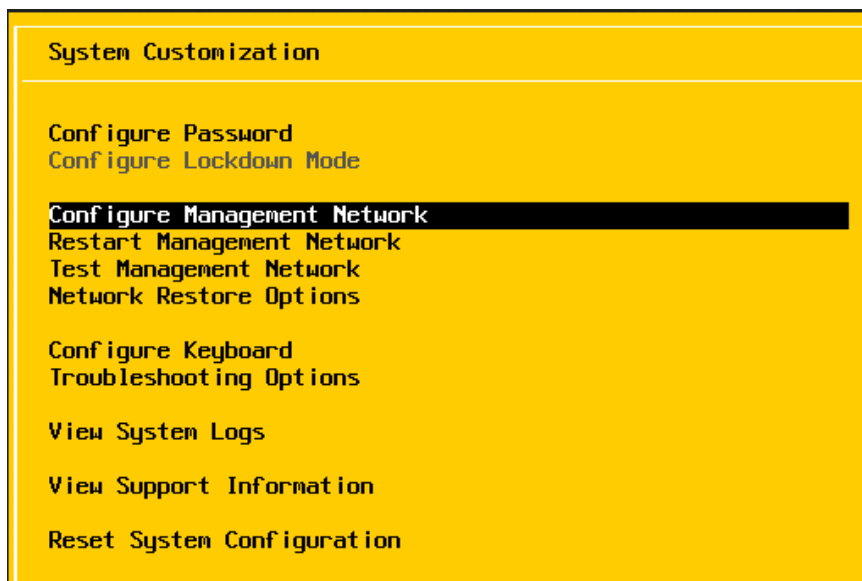 System Customization
Configure Password
Configure Lockdown Mode
Configure Management Network
Restart Management Network
Test Management Network
Network Restore Options
Configure Keyboard
Troubleshooting Options
View System Logs
View Support Information
Reset System Configuration